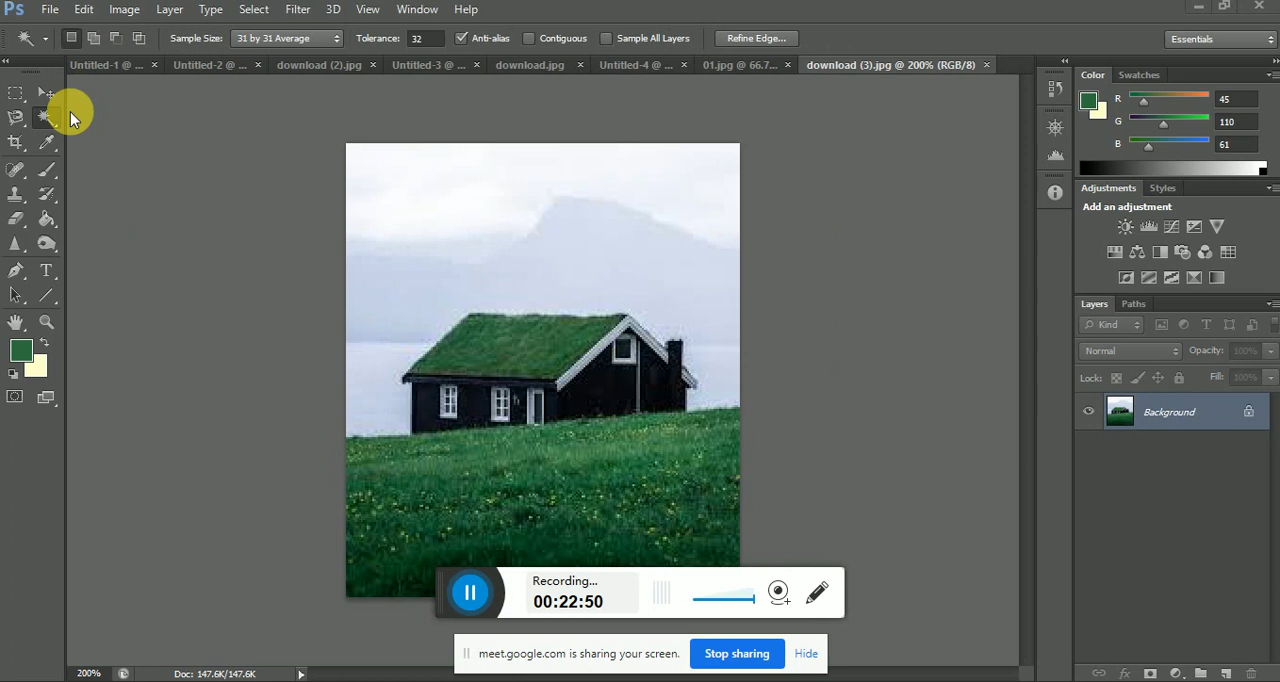 Ps File Edit Image Layer Type Select Filter 3D View Window Help
Sample Size: 31 by 31 Average Tolerance: 32 Anti-alias Contiguous Sample All Layers Refine Edge... Essentials
Untitled-1 @ ... × Untitled-2 @ ... × download (2).jpg × Untitled-3 @ ... × download.jpg × Untitled-4 @ ... × 01.jpg @ 66.7... × download (3).jpg @ 200% (RGB/8) ×
Color Swatches
R 45
G 110
B 61
Adjustments Styles
Add an adjustment
Layers Paths
Kind
Normal Opacity: 100%
Lock: Fill: 100%
Background
Recording...
00:22:50
meet.google.com is sharing your screen. Stop sharing Hide
200% Doc: 147.6K/147.6K